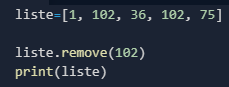 liste=[1, 102, 36, 102, 75]
liste.remove(102)
print(liste)